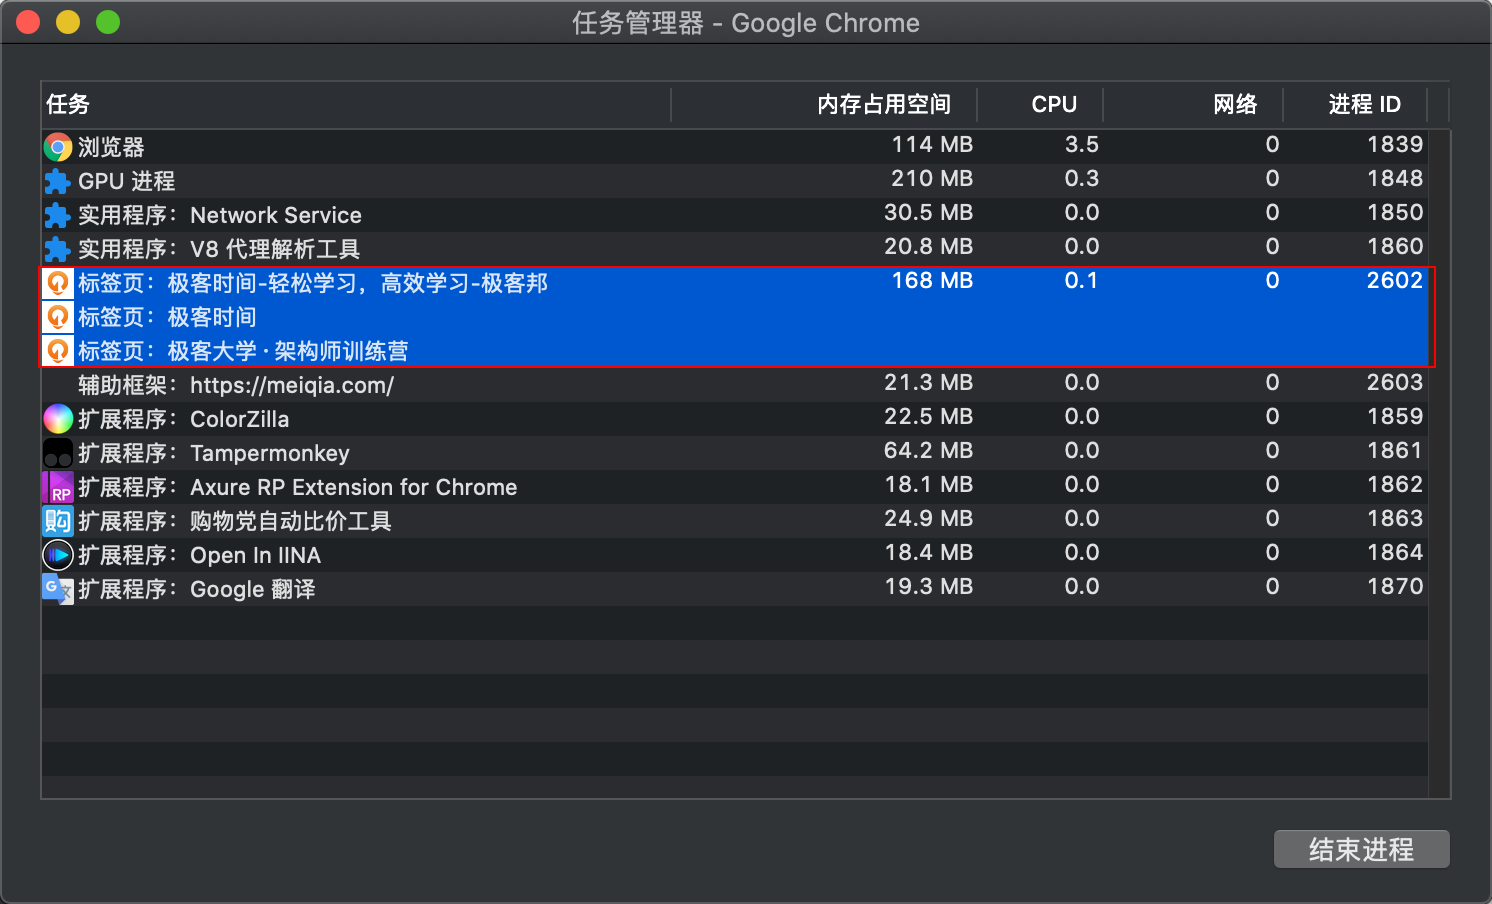 任务管理器 - Google Chrome
任务 内存占用空间 CPU 网络 进程 ID
浏览器 114 MB 3.5 0 1839
GPU 进程 210 MB 0.3 0 1848
实用程序：Network Service 30.5 MB 0.0 0 1850
实用程序：V8 代理解析工具 20.8 MB 0.0 0 1860
标签页：极客时间-轻松学习，高效学习-极客邦 168 MB 0.1 0 2602
标签页：极客时间
标签页：极客大学 · 架构师训练营
辅助框架：https://meiqia.com/ 21.3 MB 0.0 0 2603
扩展程序：ColorZilla 22.5 MB 0.0 0 1859
扩展程序：Tampermonkey 64.2 MB 0.0 0 1861
RP 扩展程序：Axure RP Extension for Chrome 18.1 MB 0.0 0 1862
购 扩展程序：购物党自动比价工具 24.9 MB 0.0 0 1863
扩展程序：Open In IINA 18.4 MB 0.0 0 1864
G 文 扩展程序：Google 翻译 19.3 MB 0.0 0 1870
结束进程